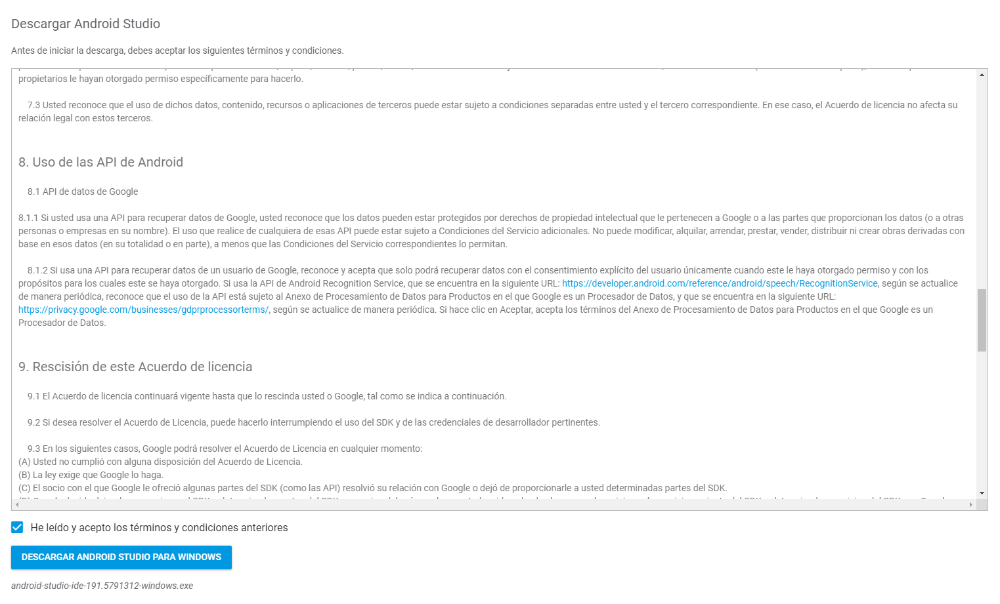 Descargar Android Studio
Antes de iniciar la descarga, debes aceptar los siguientes términos y condiciones.
propietarios le hayan otorgado permiso específicamente para hacerlo.
7.3 Usted reconoce que el uso de dichos datos, contenido, recursos o aplicaciones de terceros puede estar sujeto a condiciones separadas entre usted y el tercero correspondiente. En ese caso, el Acuerdo de licencia no afecta su
relación legal con estos terceros.
8. Uso de las API de Android
8.1 API de datos de Google
8.1.1 Si usted usa una API para recuperar datos de Google, usted reconoce que los datos pueden estar protegidos por derechos de propiedad intelectual que le pertenecen a Google o a las partes que proporcionan los datos (o a otras
personas o empresas en su nombre). El uso que realice de cualquiera de esas API puede estar sujeto a Condiciones del Servicio adicionales. No puede modificar, alquilar, arrendar, prestar, vender, distribuir ni crear obras derivadas con
base en esos datos (en su totalidad o en parte), a menos que las Condiciones del Servicio correspondientes lo permitan.
8.1.2 Si usa una API para recuperar datos de un usuario de Google, reconoce y acepta que solo podrá recuperar datos con el consentimiento explícito del usuario únicamente cuando este le haya otorgado permiso y con los
propósitos para los cuales este se haya otorgado. Si usa la API de Android Recognition Service, que se encuentra en la siguiente URL: https://developer.android.com/reference/android/speech/RecognitionService, según se actualice
de manera periódica, reconoce que el uso de la API está sujeto al Anexo de Procesamiento de Datos para Productos en el que Google es un Procesador de Datos, y que se encuentra en la siguiente URL:
https://privacy.google.com/businesses/gdprprocessorterms/, según se actualice de manera periódica. Si hace clic en Aceptar, acepta los términos del Anexo de Procesamiento de Datos para Productos en el que Google es un
Procesador de Datos.
9. Rescisión de este Acuerdo de licencia
9.1 El Acuerdo de licencia continuará vigente hasta que lo rescinda usted o Google, tal como se indica a continuación.
9.2 Si desea resolver el Acuerdo de Licencia, puede hacerlo interrumpiendo el uso del SDK y de las credenciales de desarrollador pertinentes.
9.3 En los siguientes casos, Google podrá resolver el Acuerdo de Licencia en cualquier momento:
(A) Usted no cumplió con alguna disposición del Acuerdo de Licencia.
(B) La ley exige que Google lo haga.
(C) El socio con el que Google le ofreció algunas partes del SDK (como las API) resolvió su relación con Google o dejó de proporcionarle a usted determinadas partes del SDK.
He leído y acepto los términos y condiciones anteriores
DESCARGAR ANDROID STUDIO PARA WINDOWS
android-studio-ide-191.5791312-windows.exe